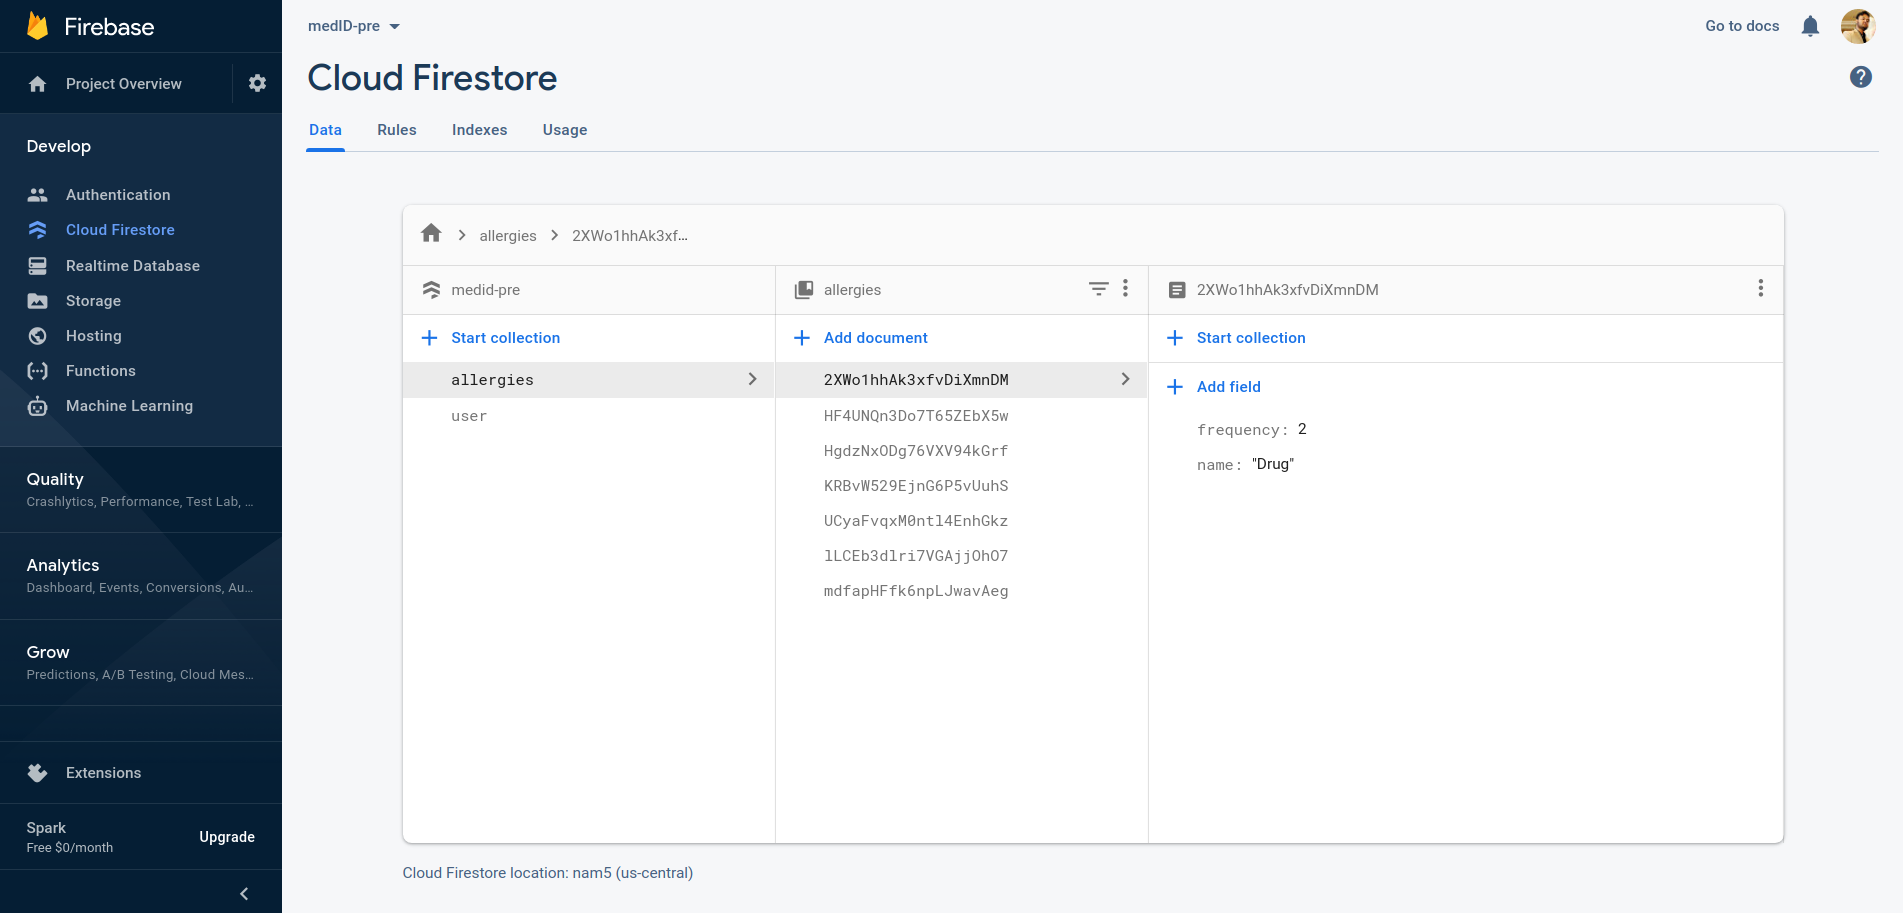 Firebase
Project Overview
Develop
Authentication
Cloud Firestore
Realtime Database
Storage
Hosting
Functions
Machine Learning
Quality
Crashlytics, Performance, Test Lab, ...
Analytics
Dashboard, Events, Conversions, Au...
Grow
Predictions, A/B Testing, Cloud Mes...
Extensions
Spark
Free $0/month
Upgrade
medID-pre
Go to docs
Cloud Firestore
Data Rules Indexes Usage
allergies 2XWo1hhAk3xf...
medid-pre
Start collection
allergies
user
allergies
Add document
2XWo1hhAk3xfvDiXmnDM
HF4UNQn3Do7T65ZEbX5w
HgdzNxODg76VXV94kGrf
KRBvW529EjnG6P5vUuhS
UCyaFvqxM0ntl4EnhGkz
lLCEb3dlri7VGAjjOhO7
mdfapHFfk6npLJwavAeg
2XWo1hhAk3xfvDiXmnDM
Start collection
Add field
frequency: 2
name: "Drug"
Cloud Firestore location: nam5 (us-central)